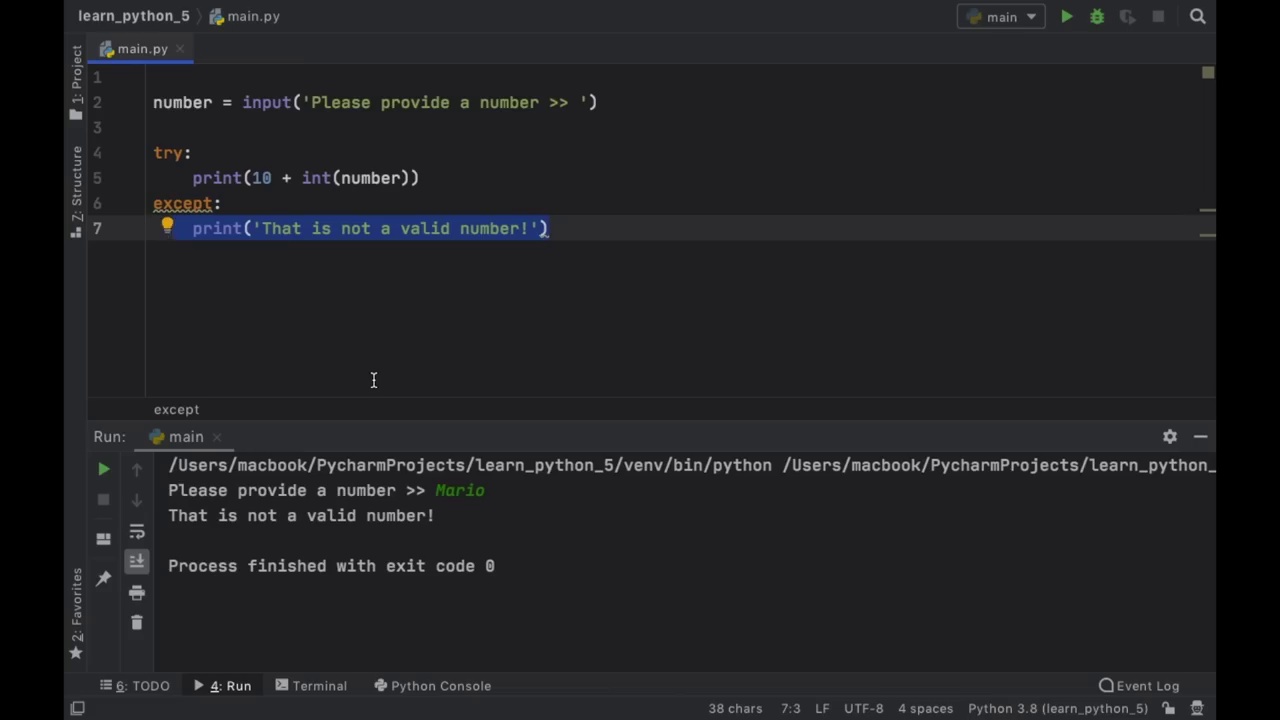 learn_python_5 main.py
main
main.py
1: Project
7: Structure
2: Favorites
1
2 number = input('Please provide a number >> ')
3
4 try:
5 print(10 + int(number))
6 except:
7 print('That is not a valid number!')
except
Run: main
/Users/macbook/PycharmProjects/learn_python_5/venv/bin/python /Users/macbook/PycharmProjects/learn_python_
Please provide a number >> Mario
That is not a valid number!
Process finished with exit code 0
6: TODO 4: Run Terminal Python Console Event Log
38 chars 7:3 LF UTF-8 4 spaces Python 3.8 (learn_python_5)